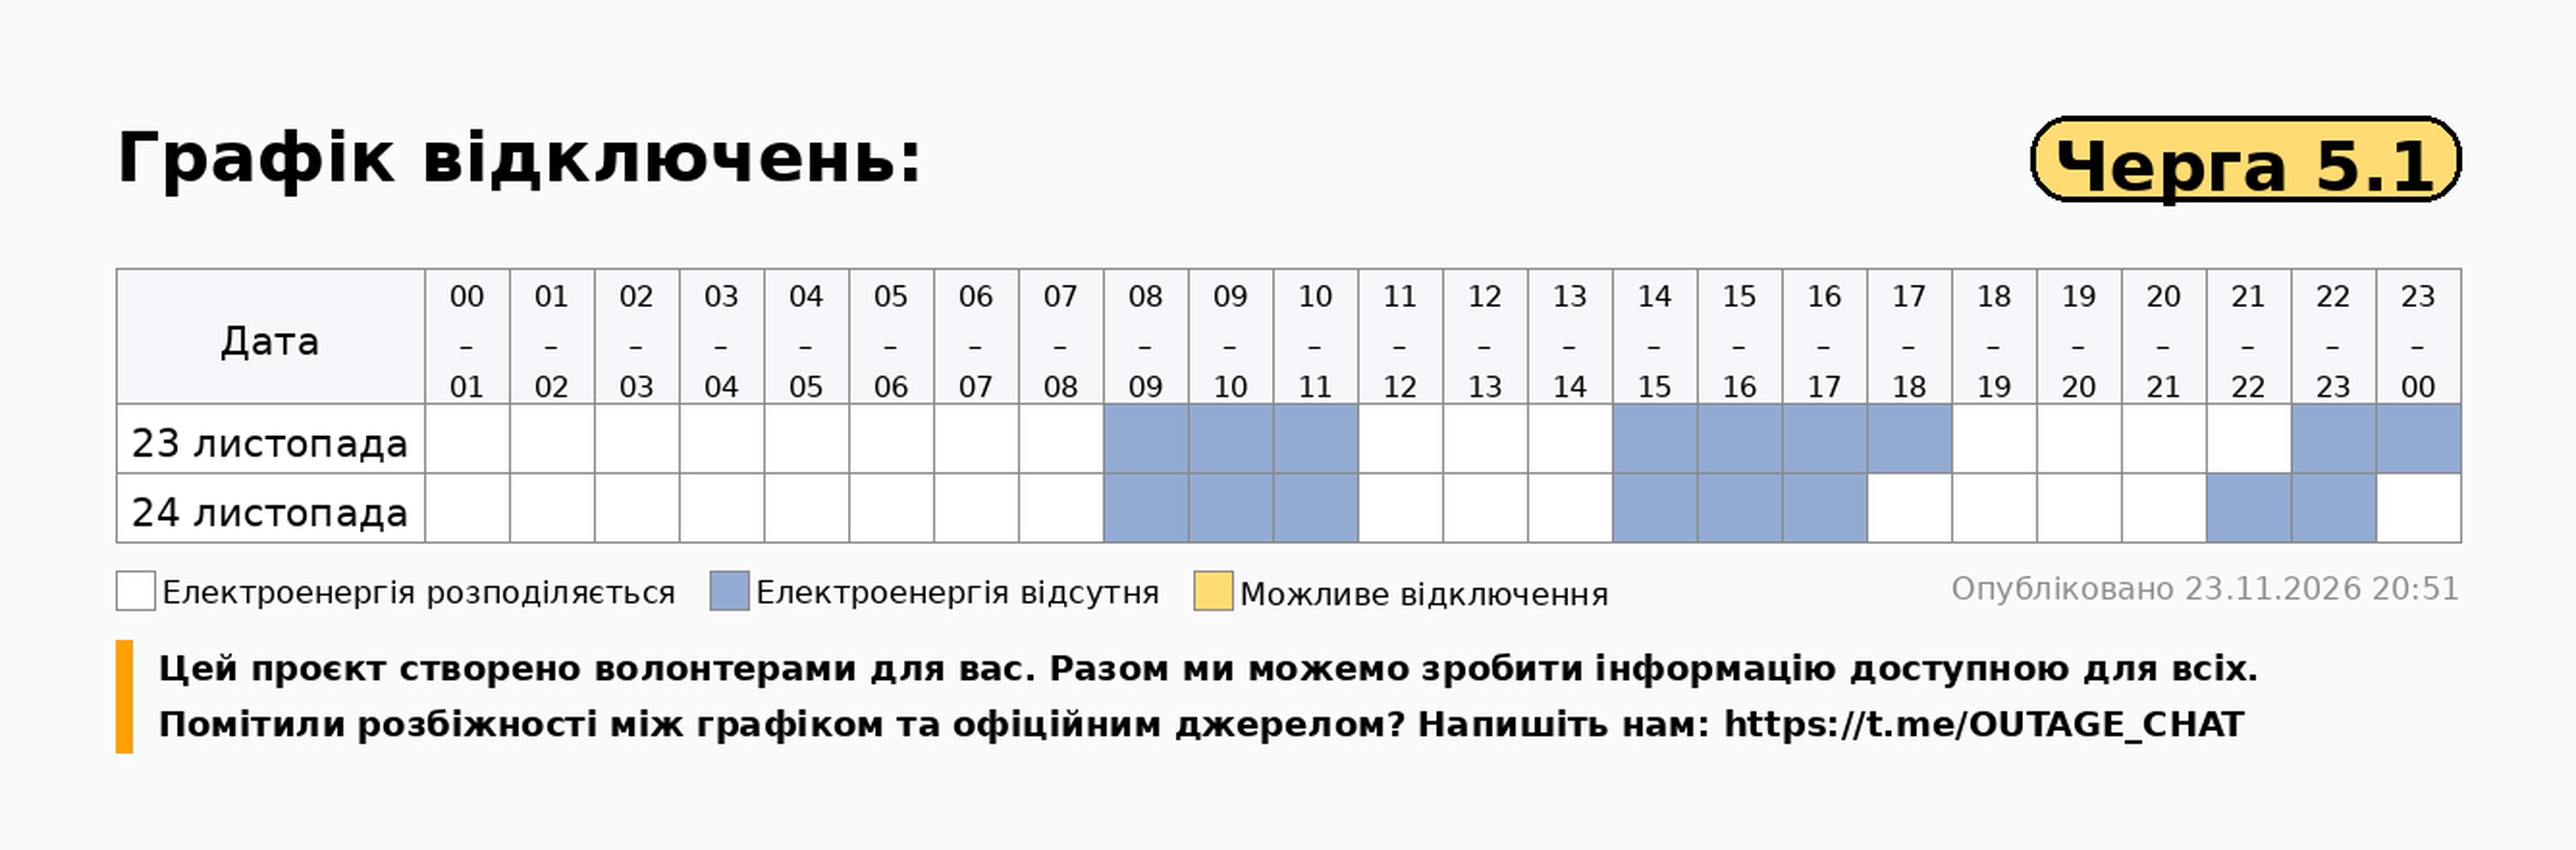 Графік відключень:
Черга 5.1
Дата 00 – 01 01 – 02 02 – 03 03 – 04 04 – 05 05 – 06 06 – 07 07 – 08 08 – 09 09 – 10 10 – 11 11 – 12 12 – 13 13 – 14 14 – 15 15 – 16 16 – 17 17 – 18 18 – 19 19 – 20 20 – 21 21 – 22 22 – 23 23 – 00
23 листопада
24 листопада
Електроенергія розподіляється Електроенергія відсутня Можливе відключення Опубліковано 23.11.2026 20:51
Цей проєкт створено волонтерами для вас. Разом ми можемо зробити інформацію доступною для всіх.
Помітили розбіжності між графіком та офіційним джерелом? Напишіть нам: https://t.me/OUTAGE_CHAT